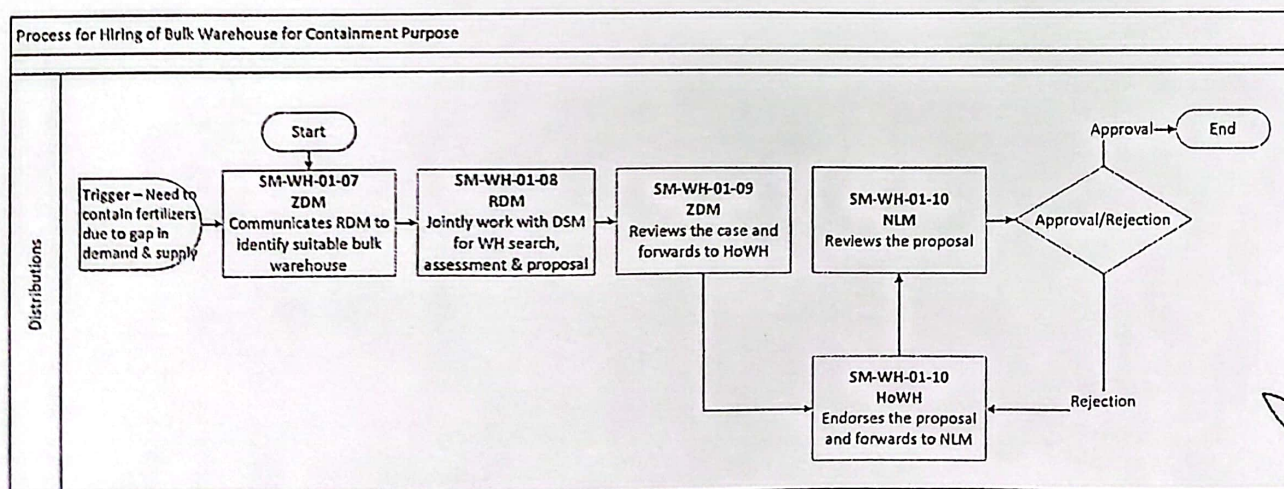 Process for Hiring of Bulk Warehouse for Containment Purpose
Distributions
Start
Trigger – Need to
contain fertilizers
due to gap in
demand & supply
SM-WH-01-07
ZDM
Communicates RDM to
identify suitable bulk
warehouse
SM-WH-01-08
RDM
Jointly work with DSM
for WH search,
assessment & proposal
SM-WH-01-09
ZDM
Reviews the case and
forwards to HoWH
SM-WH-01-10
NLM
Reviews the proposal
Approval/Rejection
Approval
End
SM-WH-01-10
HoWH
Endorses the proposal
and forwards to NLM
Rejection